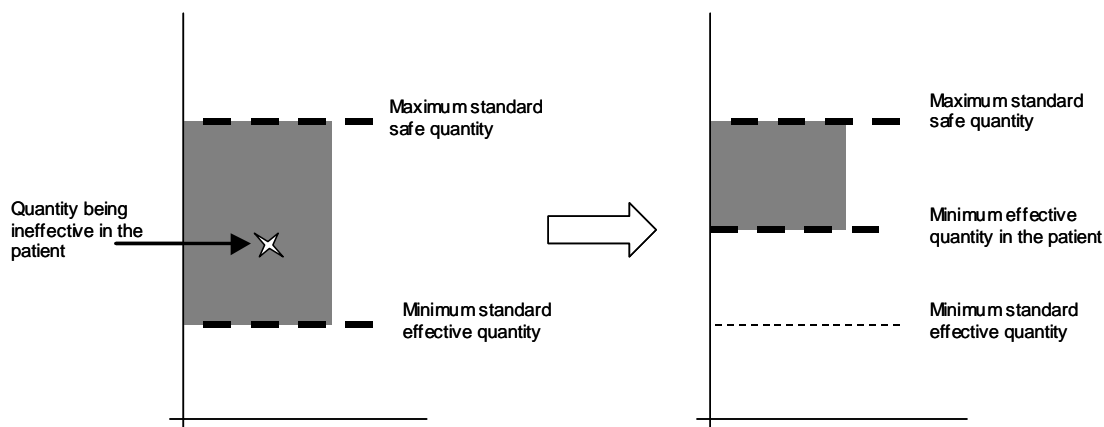 Maximum standard
safe quantity
Quantity being
ineffective in the
patient
Minimum standard
effective quantity
Maximum standard
safe quantity
Minimum effective
quantity in the patient
Minimum standard
effective quantity